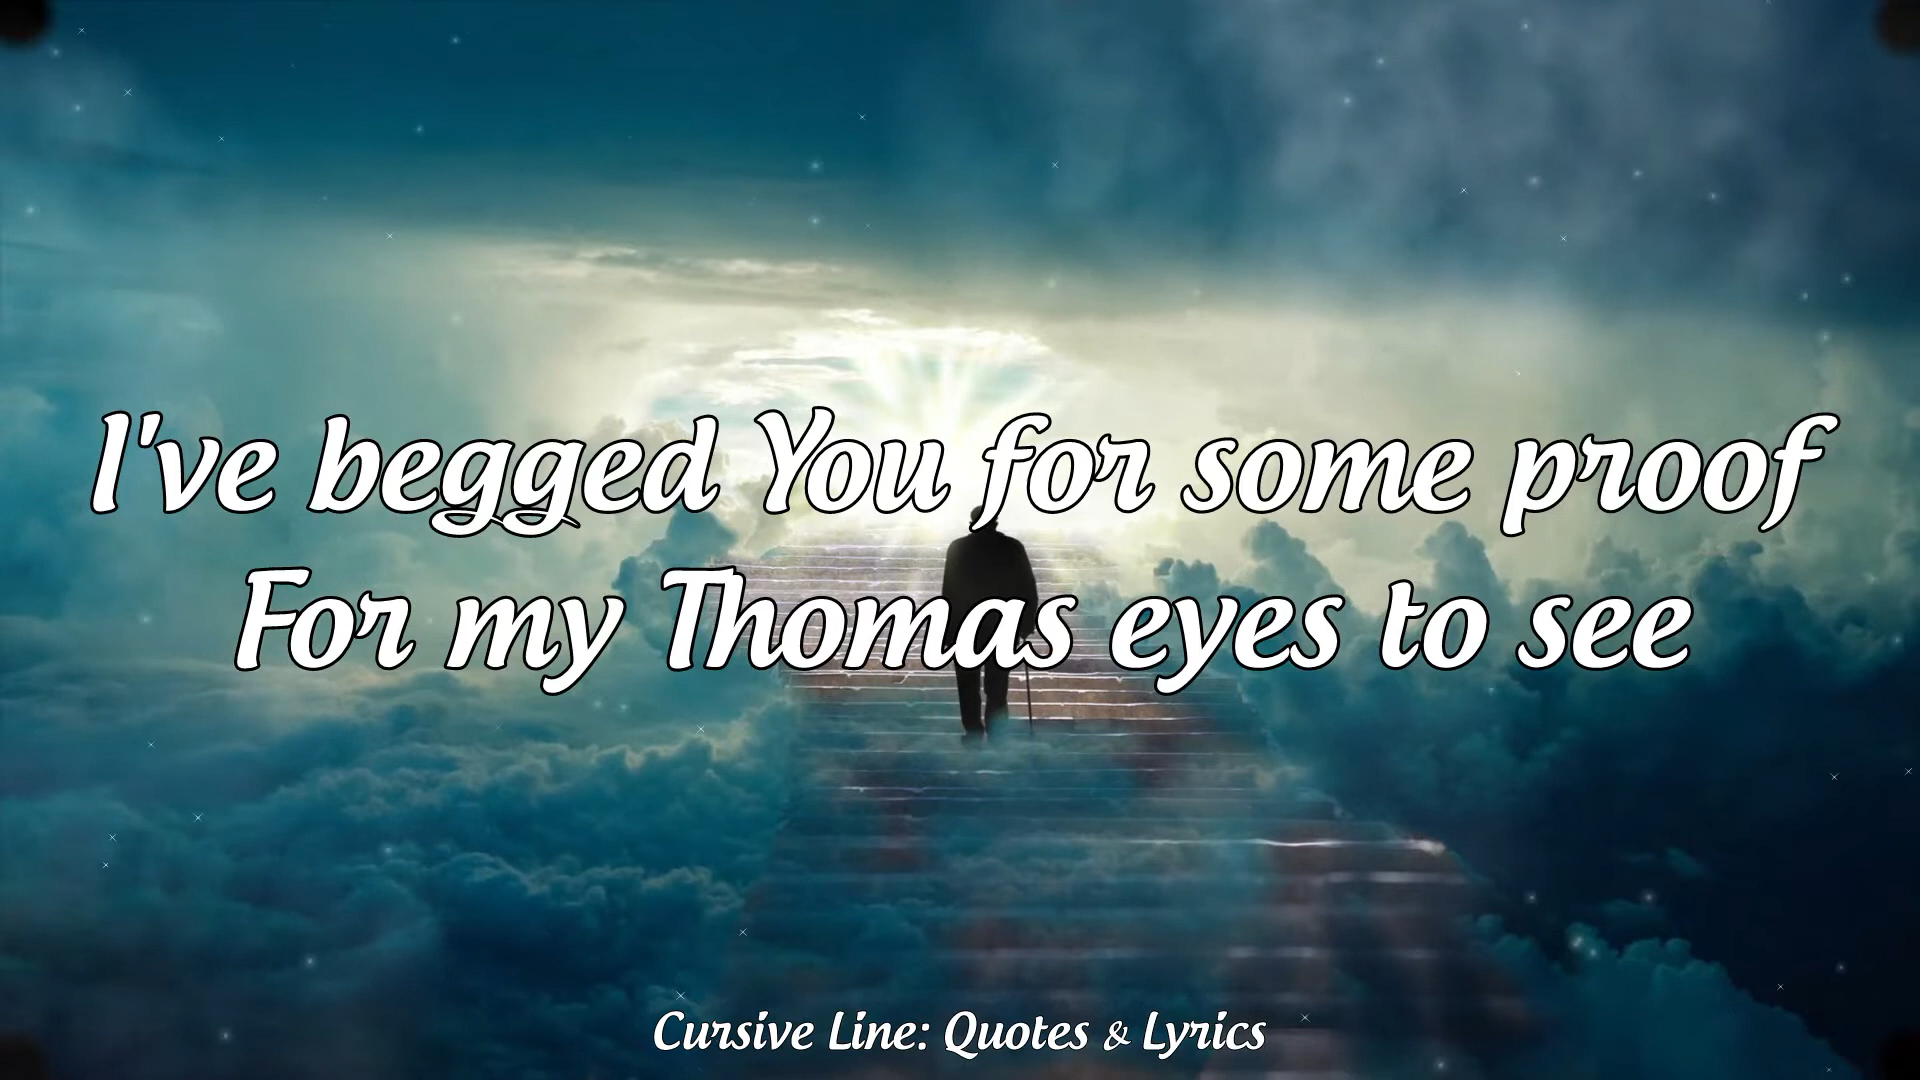 I've begged You for some proof
For my Thomas eyes to see
Cursive Line: Quotes & Lyrics